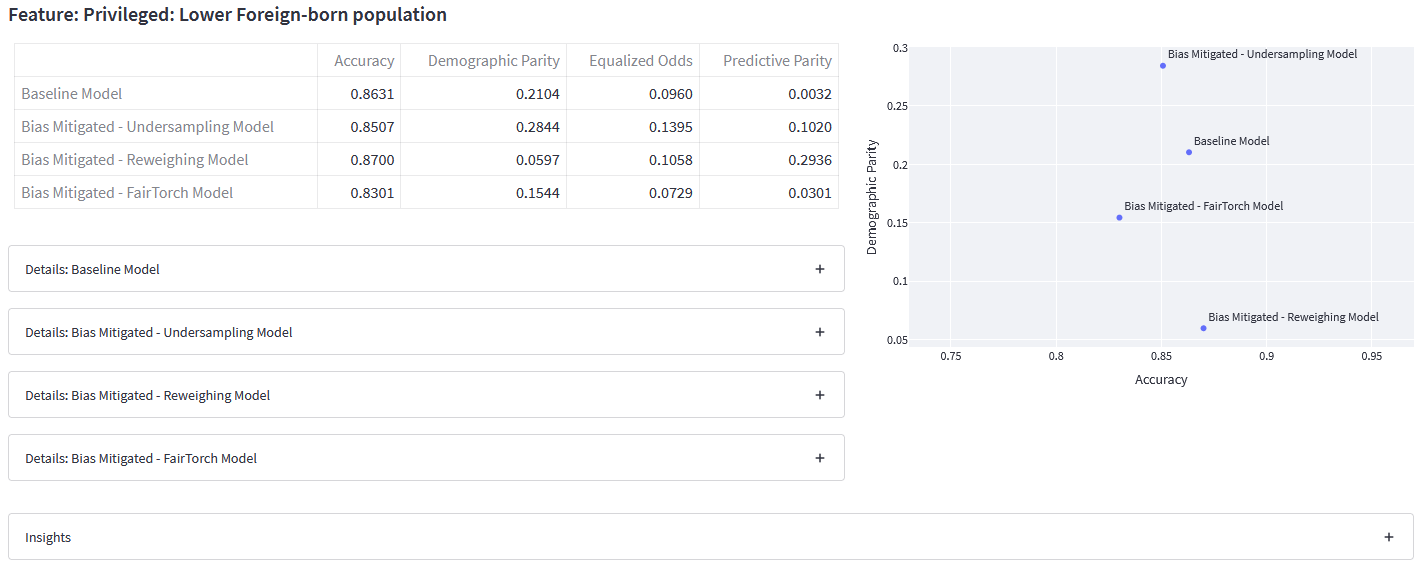 Feature: Privileged: Lower Foreign-born population
Accuracy Demographic Parity Equalized Odds Predictive Parity
Baseline Model 0.8631 0.2104 0.0960 0.0032
Bias Mitigated - Undersampling Model 0.8507 0.2844 0.1395 0.1020
Bias Mitigated - Reweighing Model 0.8700 0.0597 0.1058 0.2936
Bias Mitigated - FairTorch Model 0.8301 0.1544 0.0729 0.0301
Details: Baseline Model +
Details: Bias Mitigated - Undersampling Model +
Details: Bias Mitigated - Reweighing Model +
Details: Bias Mitigated - FairTorch Model +
0.3
Bias Mitigated - Undersampling Model
0.25
Baseline Model
0.2
Bias Mitigated - FairTorch Model
0.15
0.1
Bias Mitigated - Reweighing Model
0.05
Demographic Parity
0.75 0.8 0.85 0.9 0.95
Accuracy
Insights +